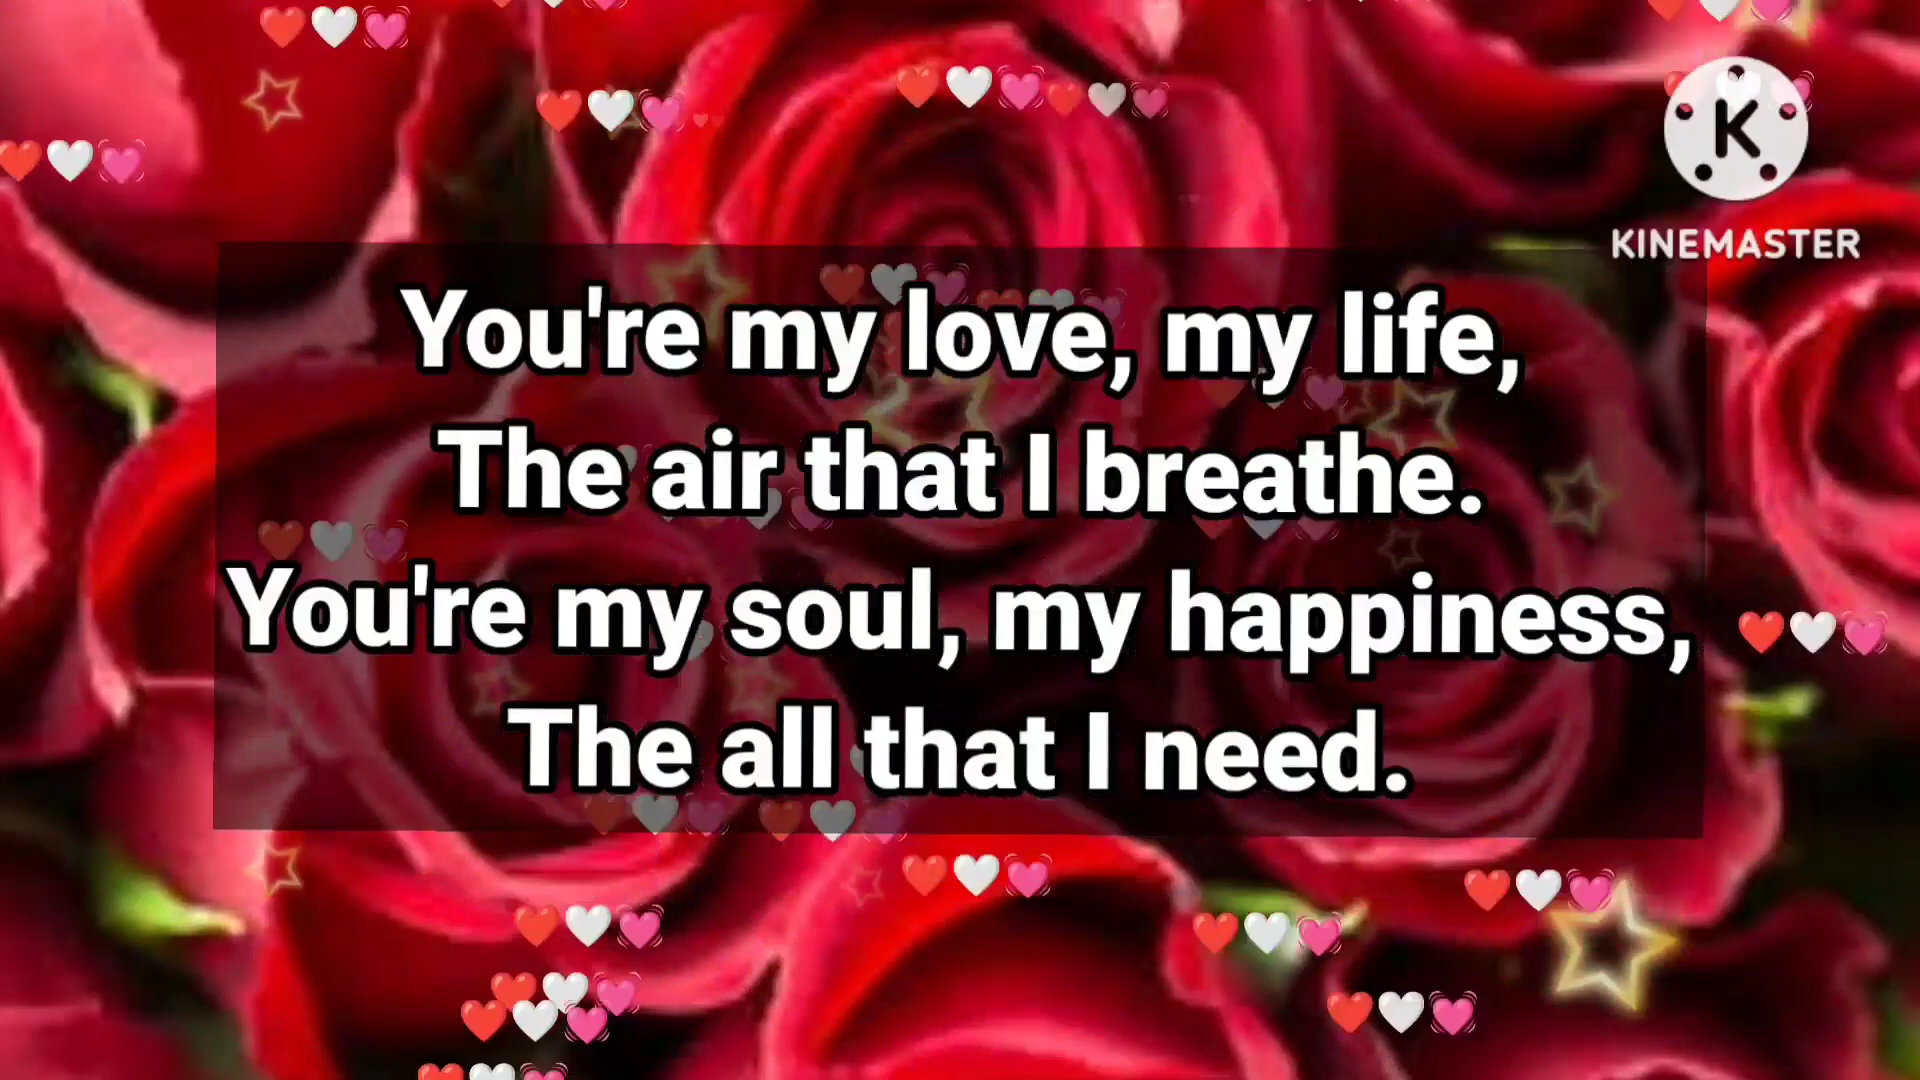 K
KINEMASTER
You're my love, my life,
The air that I breathe.
You're my soul, my happiness,
The all that I need.